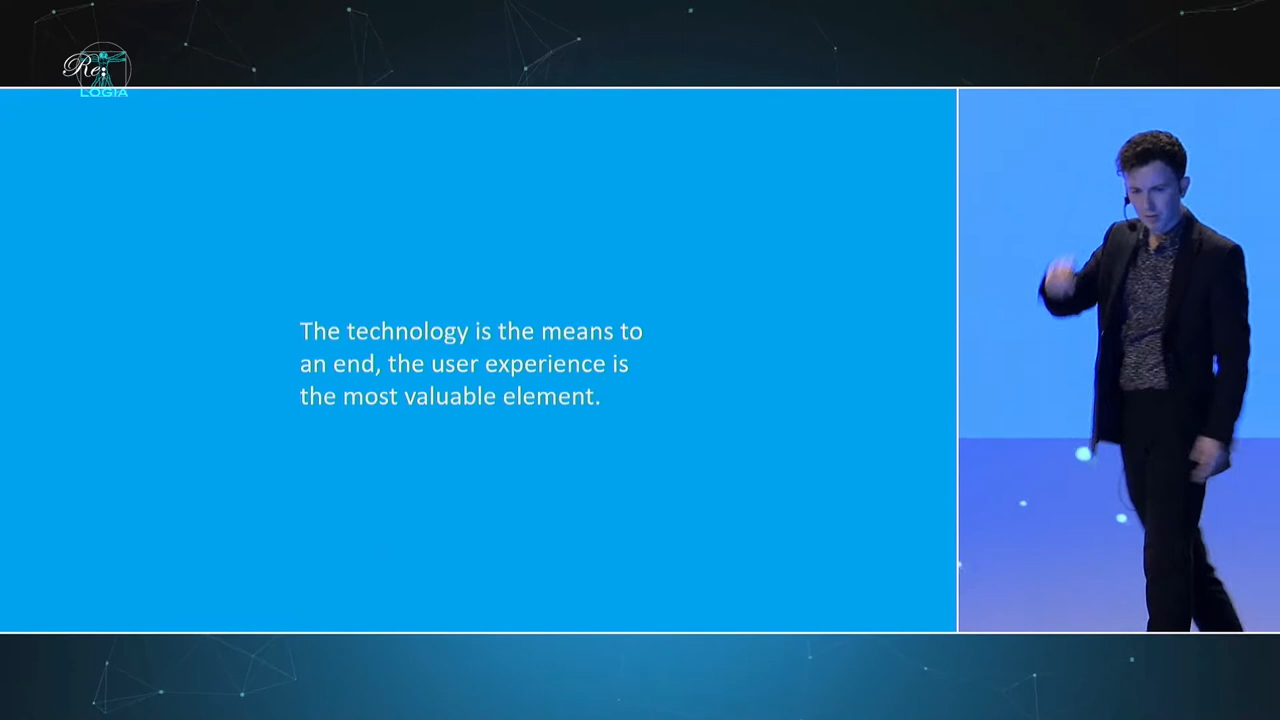 Re:
LOGIA
The technology is the means to
an end, the user experience is
the most valuable element.